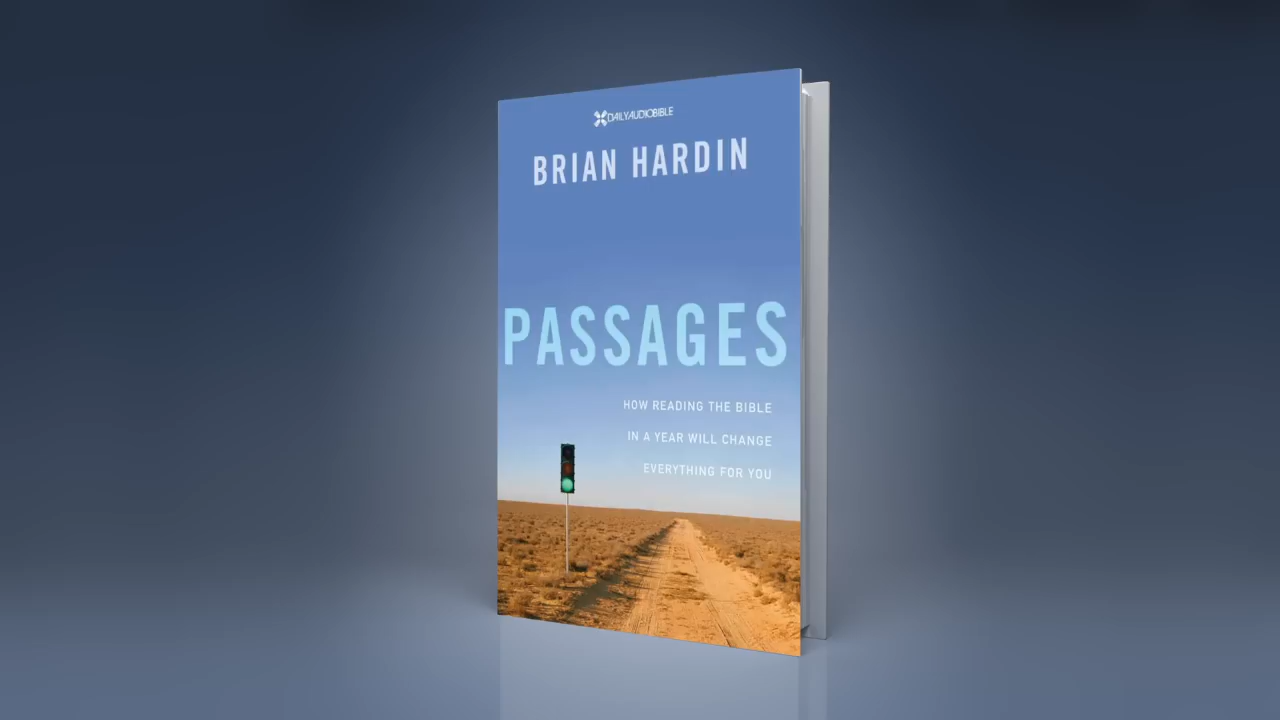 DAILYAUDIOBIBLE
BRIAN HARDIN
PASSAGES
HOW READING THE BIBLE
IN A YEAR WILL CHANGE
EVERYTHING FOR YOU